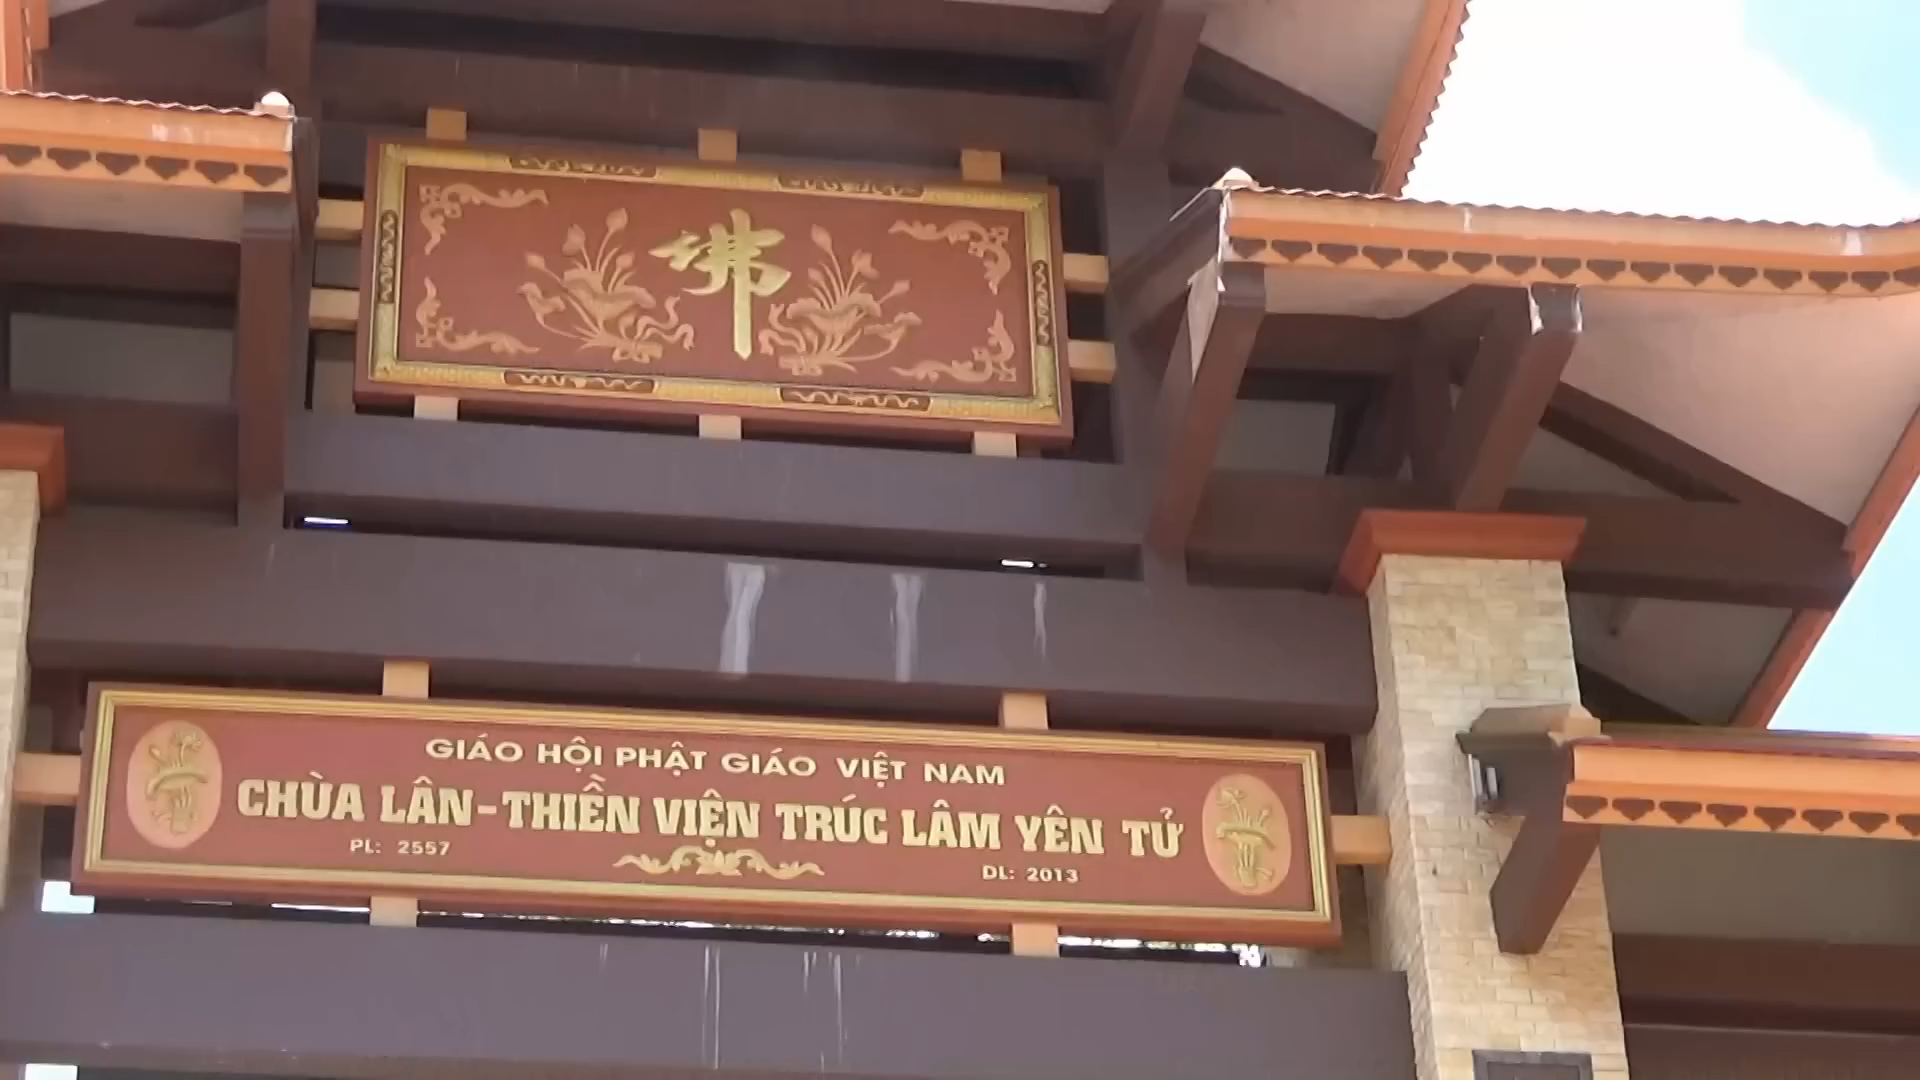 佛
GIÁO HỘI PHẬT GIÁO VIỆT NAM
CHÙA LÂN-THIỀN VIỆN TRÚC LÂM YÊN TỬ
PL: 2557
DL: 2013